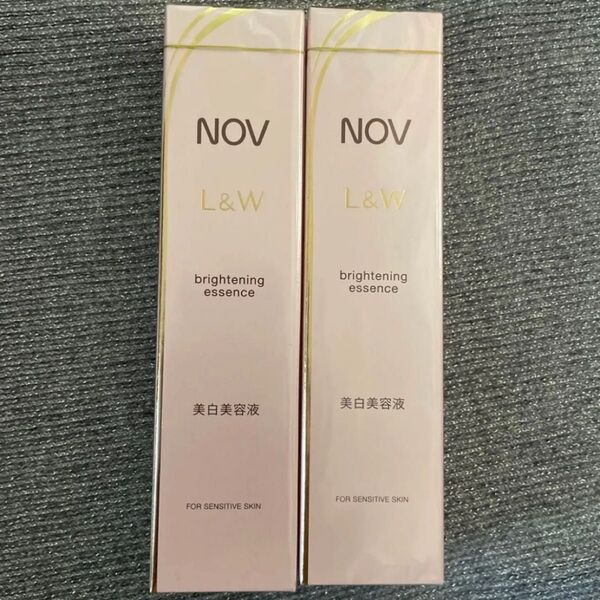 NOV
L&W
brightening
essence
美白美容液
FOR SENSITIVE SKIN
NOV
L&W
brightening
essence
美白美容液
FOR SENSITIVE SKIN